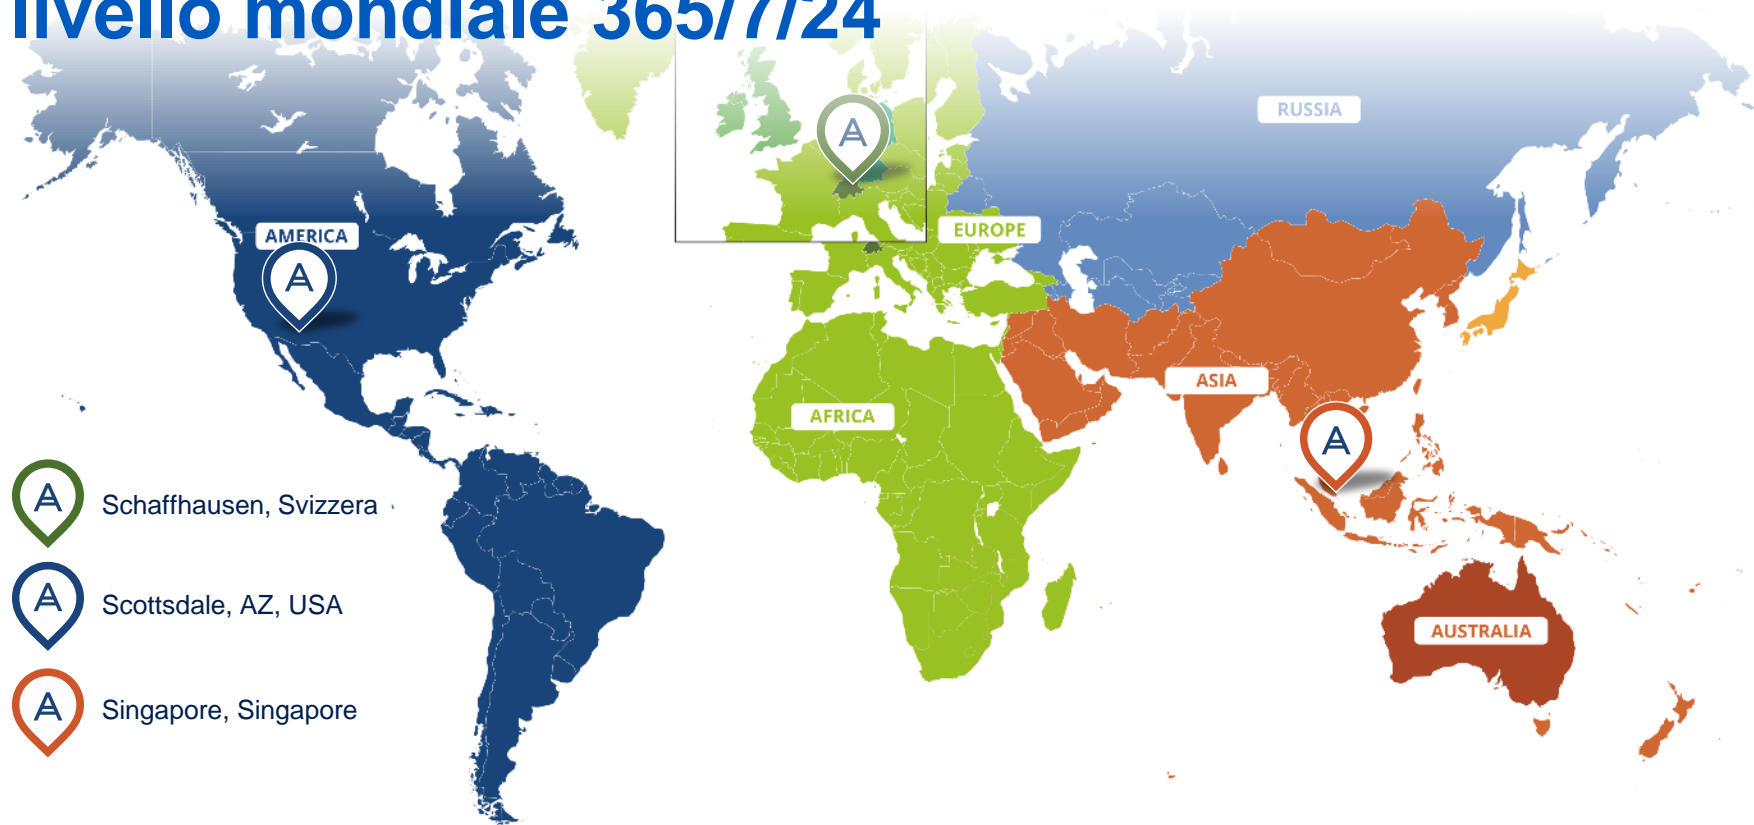 livello mondiale 365/7/24
RUSSIA
AMERICA
EUROPE
ASIA
AFRICA
Schaffhausen, Svizzera
Scottsdale, AZ, USA
AUSTRALIA
Singapore, Singapore